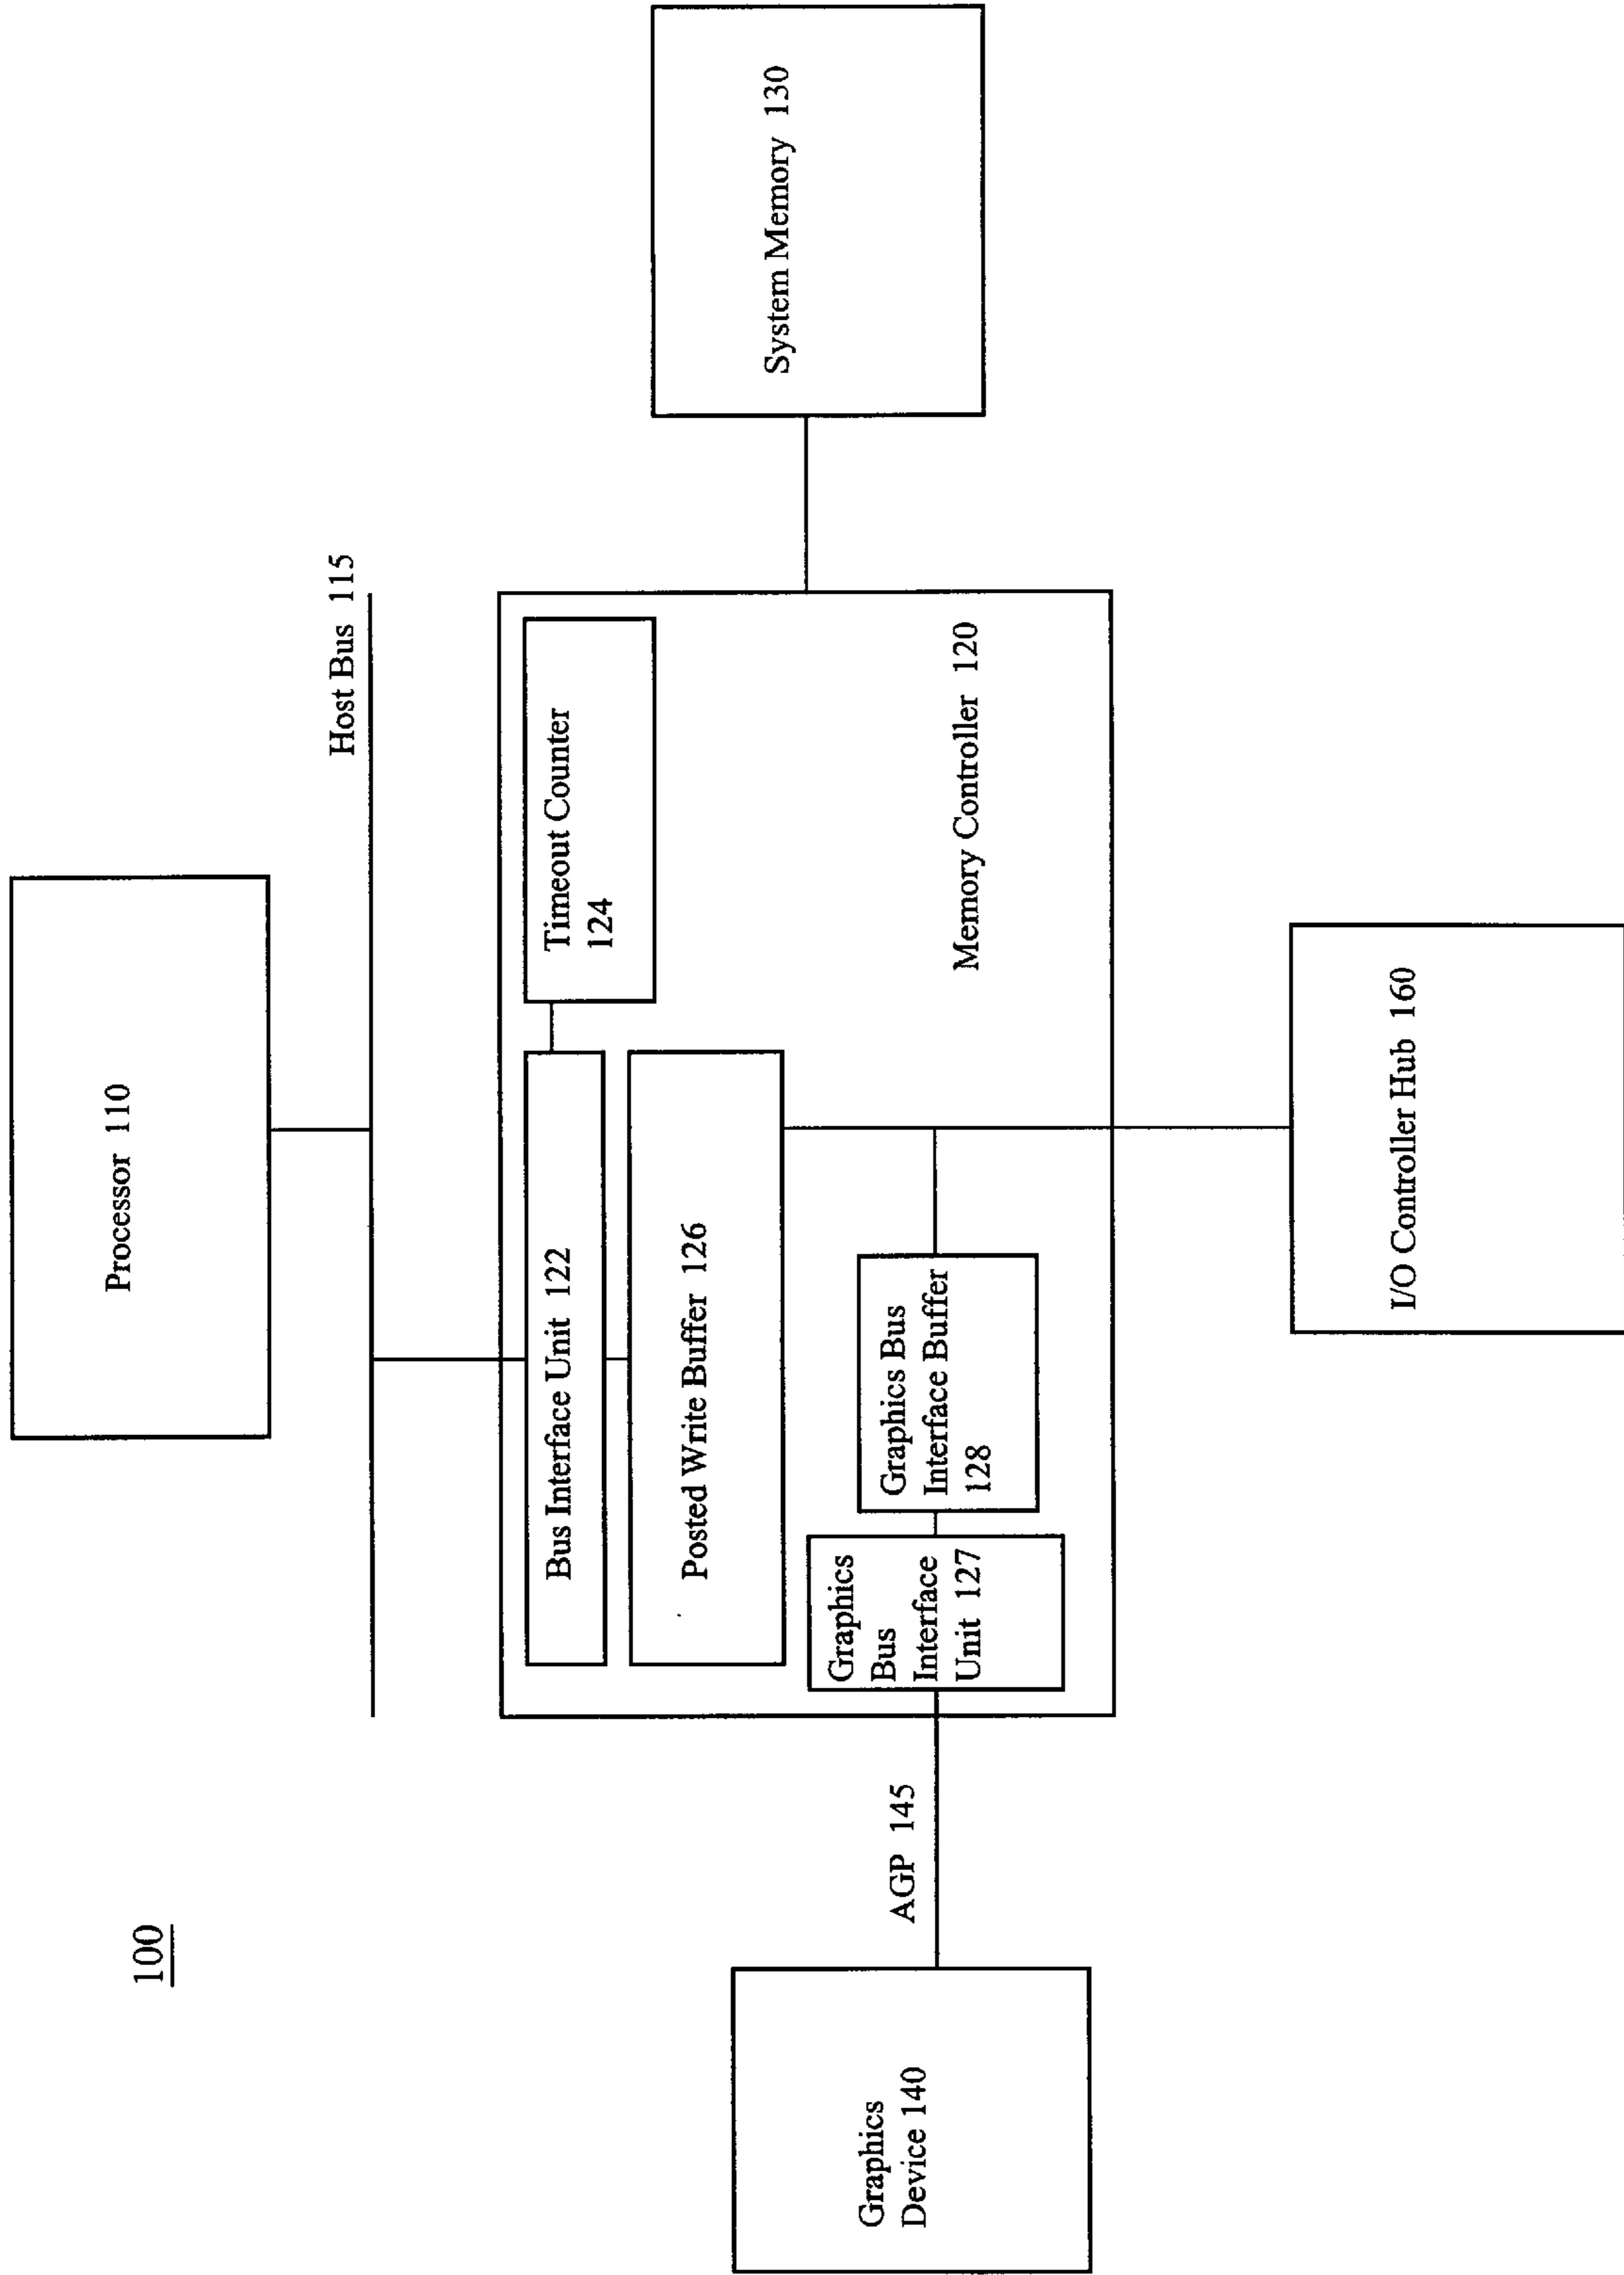 100
Processor 110
Host Bus 115
Bus Interface Unit 122
Timeout Counter
124
Posted Write Buffer 126
Graphics
Bus
Interface
Unit 127
Graphics Bus
Interface Buffer
128
Memory Controller 120
System Memory 130
AGP 145
Graphics
Device 140
I/O Controller Hub 160